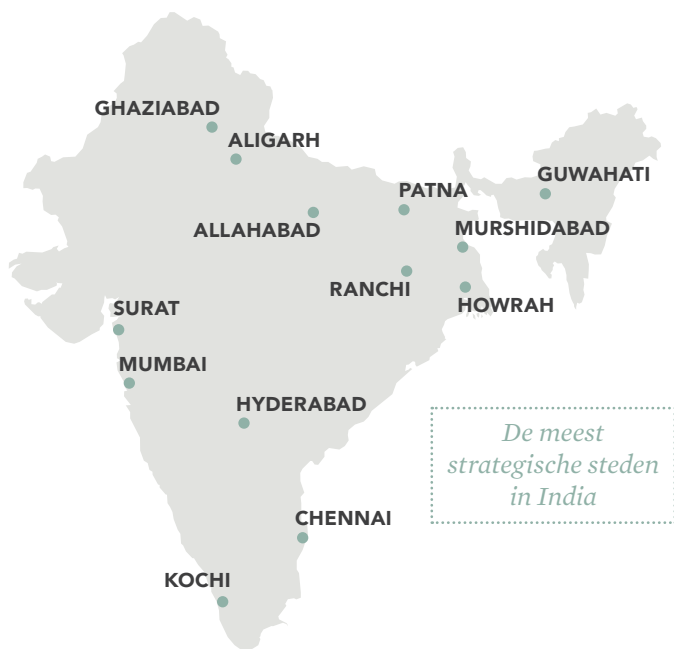 GHAZIABAD
ALIGARH
GUWAHATI
PATNA
ALLAHABAD
MURSHIDABAD
RANCHI
HOWRAH
SURAT
MUMBAI
HYDERABAD
De meest
strategische steden
in India
CHENNAI
KOCHI